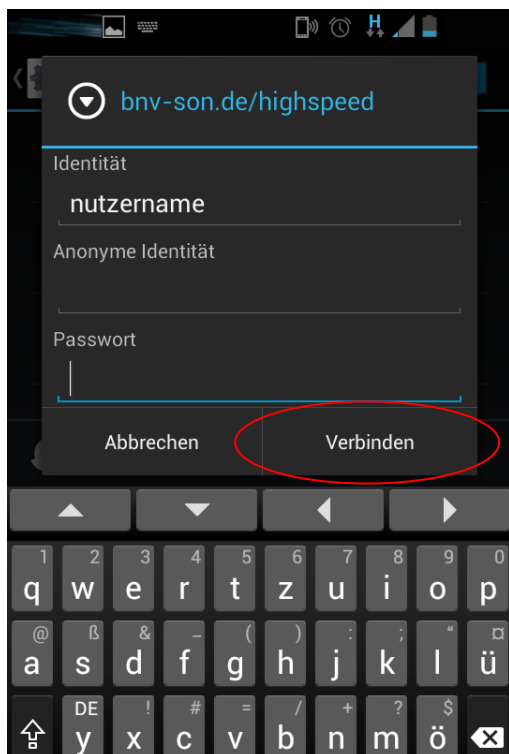 H
bnv-son.de/highspeed
Identität
nutzername
Anonyme Identität
Passwort
Abbrechen Verbinden
1 2 3 4 5 6 7 8 9 0
q w e r t z u i o p
@ ß & _ ( ) : ; " ¤
a s d f g h j k l ü
DE ! # = / + ? $
y x c v b n m ö